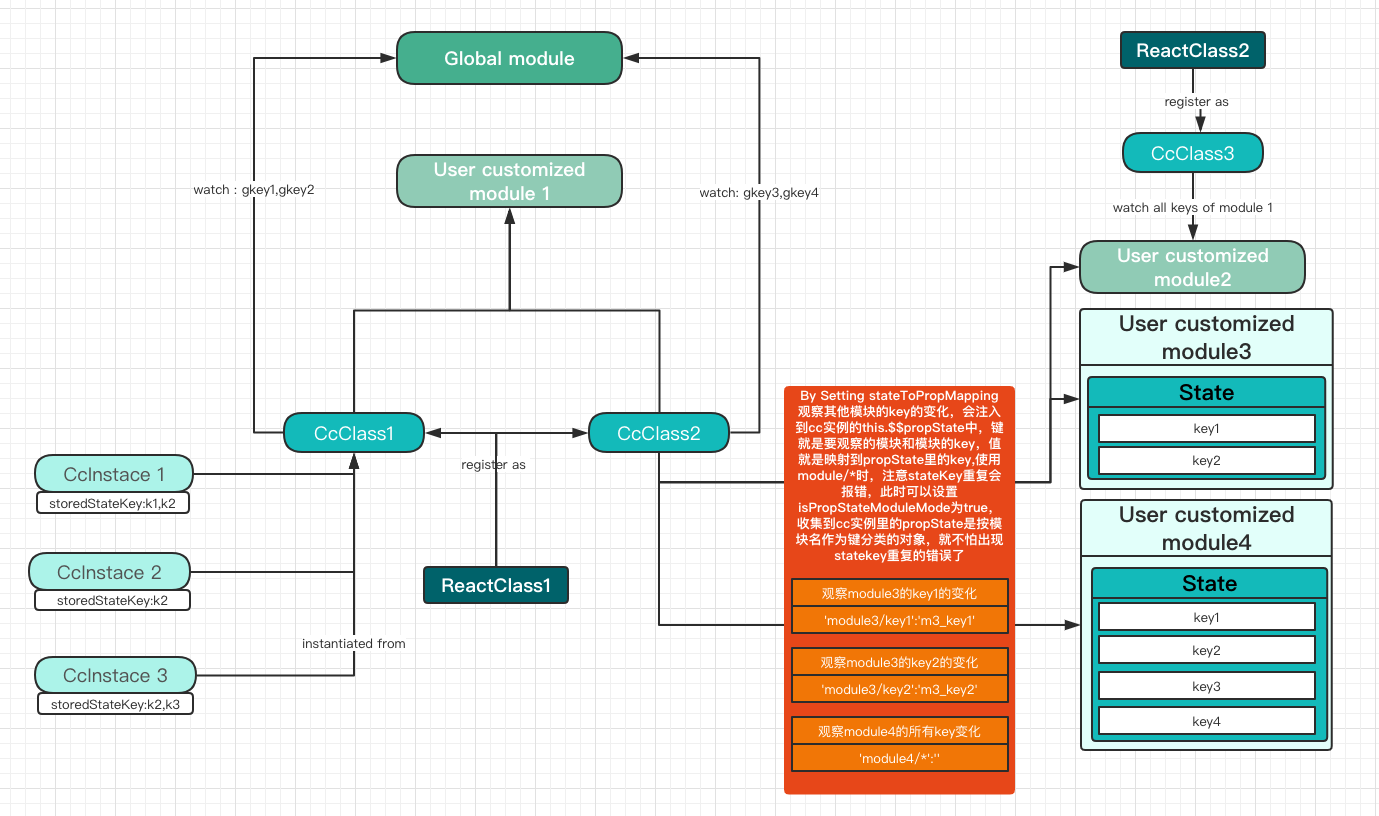 Global module
ReactClass2
register as
CcClass3
User customized
module 1
watch : gkey1,gkey2
watch: gkey3,gkey4
watch all keys of module 1
User customized
module2
User customized
module3
State
key1
key2
CcClass1
CcClass2
register as
By Setting stateToPropMapping
观察其他模块的key的变化，会注入
到cc实例的this.$$propState中，键
就是要观察的模块和模块的key，值
就是映射到propState里的key,使用
module/*时，注意stateKey重复会
报错，此时可以设置
isPropStateModuleMode为true，
收集到cc实例里的propState是按模
块名作为键分类的对象，就不怕出现
statekey重复的错误了
CcInstace 1
storedStateKey:k1,k2
CcInstace 2
storedStateKey:k2
ReactClass1
instantiated from
CcInstace 3
storedStateKey:k2,k3
观察module3的key1的变化
'module3/key1':'m3_key1'
观察module3的key2的变化
'module3/key2':'m3_key2'
观察module4的所有key变化
'module4/*':''
User customized
module4
State
key1
key2
key3
key4